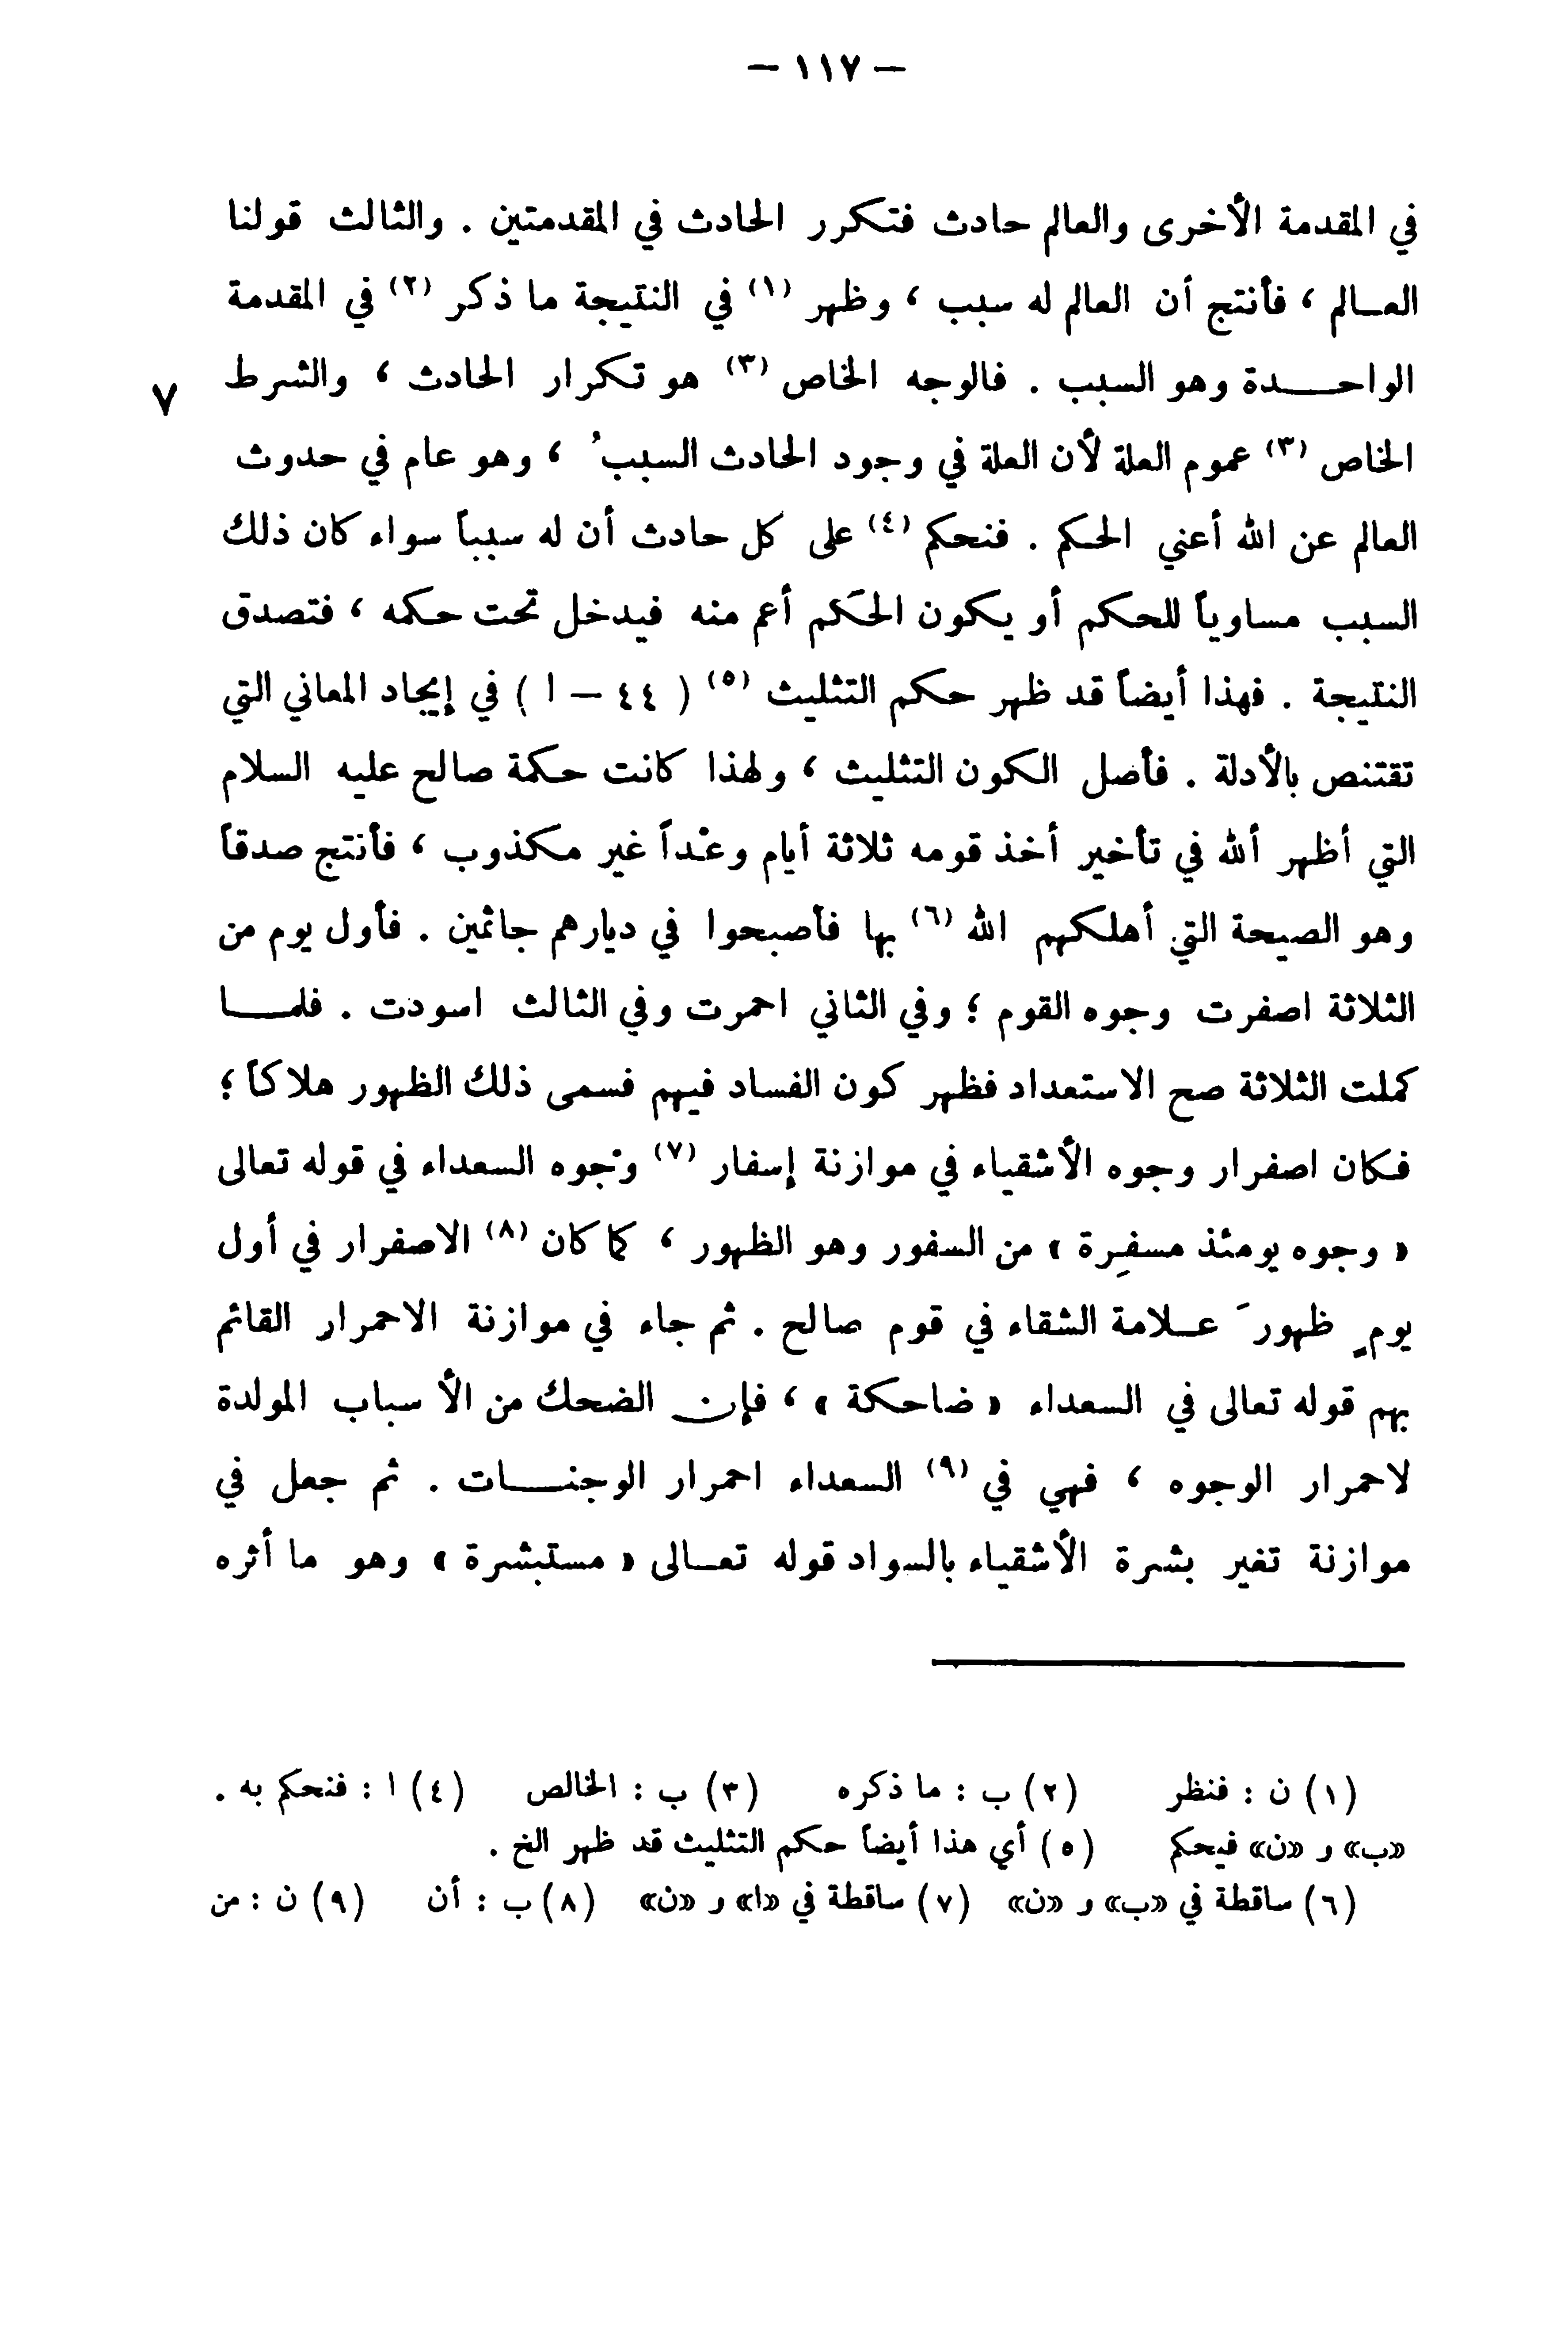 — ١١٧ —
في المقدمة الأخرى والعالم حادث فتكرر الحادث في المقدمتين . والثالث قولنا
العـالم ، فأنتج أن العالم له سبب ، وظهر (١) في النتيجة ما ذكر (٢) في المقدمة
الواحـــدة وهو السبب . فالوجه الخاص (٣) هو تكرار الحادث ، والشرط
٧
الخاص (٣) عموم العلة لأن العلة في وجود الحادث السببُ ، وهو عام في حدوث
العالم عن الله أعني الحكم . فنحكم (٤) على كل حادث أن له سبباً سواء كان ذلك
السبب مساوياً للحكم أو يكون الحكم أعم منه فيدخل تحت حكمه ، فتصدق
النتيجة . فهذا أيضاً قد ظهر حكم التثليث (٥) ( ٤٤ – ا ) في إيجاد المعاني التي
تقتنص بالأدلة . فأصل الكون التثليث ، ولهذا كانت حكمة صالح عليه السلام
التي أظهر ألله في تأخير أخذ قومه ثلاثة أيام وعْداً غير مكذوب ، فأنتج صدقاً
وهو الصيحة التي أهلكهم الله (٦) بها فأصبحوا في ديارهم جاثمين . فأول يوم من
الثلاثة اصفرت وجوه القوم ؛ وفي الثاني احمرت وفي الثالث اسودت . فلمــــا
كملت الثلاثة صح الاستعداد فظهر كون الفساد فيهم فسمى ذلك الظهور هلاكاً ؛
فكان اصفرار وجوه الأشقياء في موازنة إسفار (٧) وجوه السعداء في قوله تعالى
« وجوه يومئذ مسفِرة » من السفور وهو الظهور ، كما كان (٨) الاصفرار في أول
يومٍ ظهورَ عـلامة الشقاء في قوم صالح . ثم جاء في موازنة الاحمرار القائم
بهم قوله تعالى في السعداء « ضاحكة » ، فإن الضحك من الأ سباب المولدة
لاحمرار الوجوه ، فهي في (٩) السعداء احمرار الوجنـــات . ثم جعل في
موازنة تغير بشرة الأشقياء بالسواد قوله تعـالى « مستبشرة » وهو ما أثره
(١) ن : فنظر (٢) ب : ما ذكره (٣) ب : الخالص (٤) ا : فنحكم به .
«ب» و «ن» فيحكم (٥) أي هذا أيضاً حكم التثليث قد ظهر الخ .
(٦) ساقطة في «ب» و «ن» (٧) ساقطة في «ا» و «ن» (٨) ب : أن (٩) ن : من